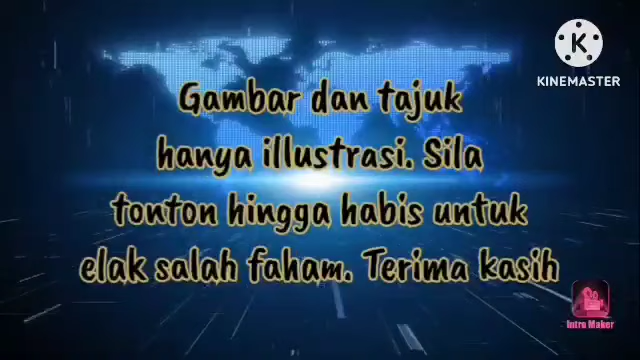 KINEMASTER
Gambar dan tajuk
hanya illustrasi. Sila
tonton hingga habis untuk
elak salah faham. Terima kasih
Intro Maker